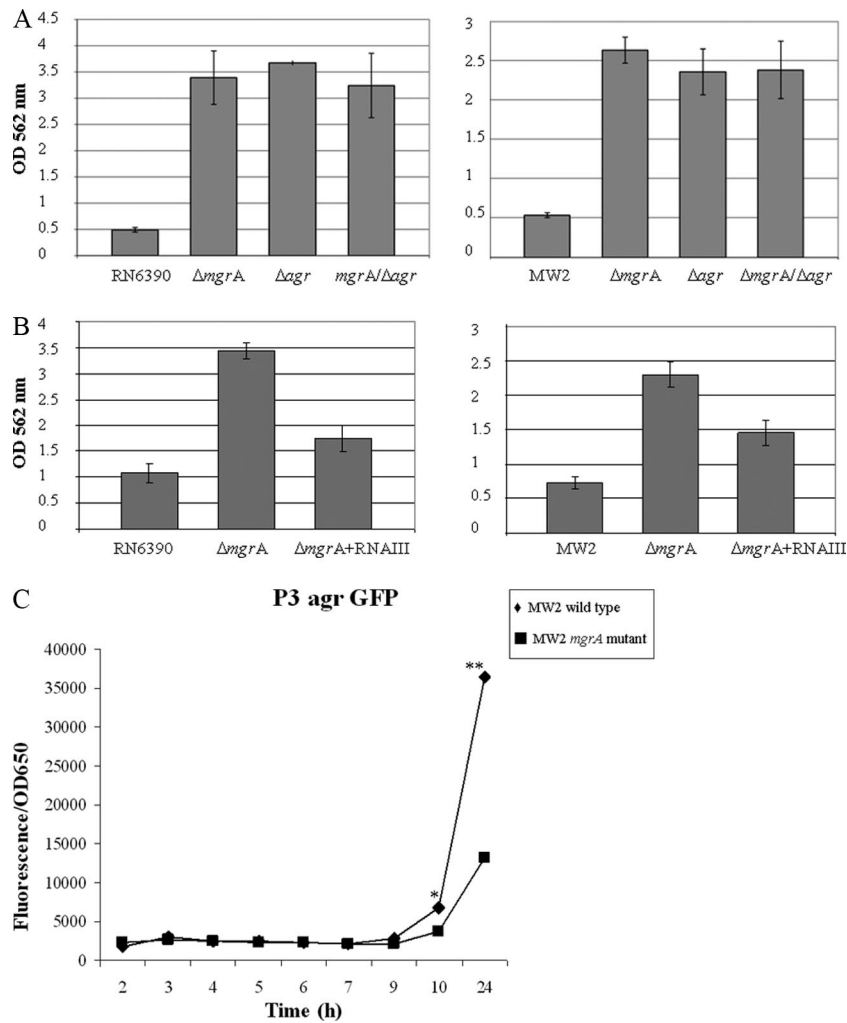 A
OD 562 nm
4.5
4
3.5
3
2.5
2
1.5
1
0.5
0
RN6390 ΔmgrA Δagr mgrA/Δagr
3
2.5
2
1.5
1
0.5
0
MW2 ΔmgrA Δagr ΔmgrA/Δagr
B
OD 562 nm
4
3.5
3
2.5
2
1.5
1
0.5
0
RN6390 ΔmgrA ΔmgrA+RNAIII
3
2.5
2
1.5
1
0.5
0
MW2 ΔmgrA ΔmgrA+RNAIII
C
P3 agr GFP
MW2 wild type
MW2 mgrA mutant
Fluorescence/OD650
40000
35000
30000
25000
20000
15000
10000
5000
0
*
**
2 3 4 5 6 7 9 10 24
Time (h)